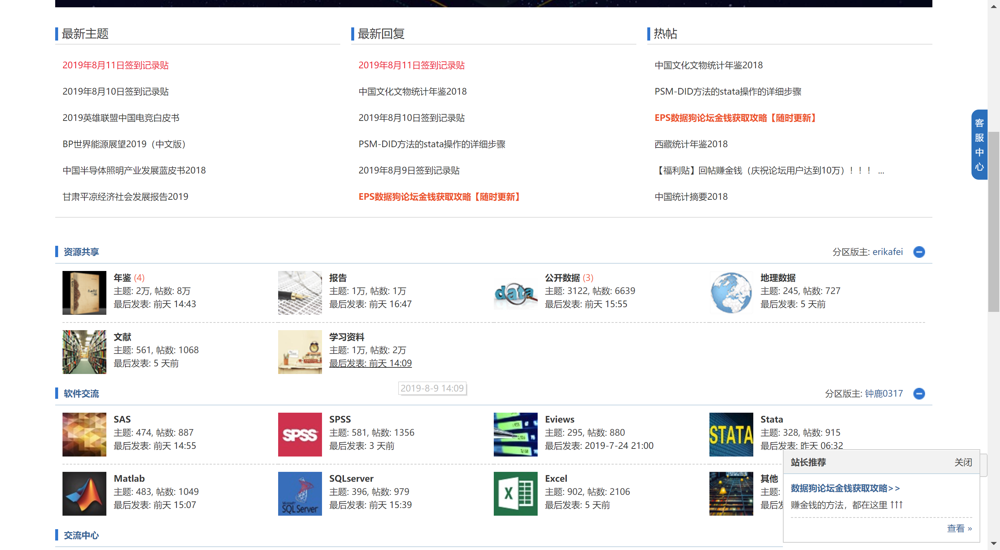 最新主题
2019年8月11日签到记录贴
2019年8月10日签到记录贴
2019英雄联盟中国电竞白皮书
BP世界能源展望2019（中文版）
中国半导体照明产业发展蓝皮书2018
甘肃平凉经济社会发展报告2019
最新回复
2019年8月11日签到记录贴
中国文化文物统计年鉴2018
2019年8月10日签到记录贴
PSM-DID方法的stata操作的详细步骤
2019年8月9日签到记录贴
EPS数据狗论坛金钱获取攻略【随时更新】
热帖
中国文化文物统计年鉴2018
PSM-DID方法的stata操作的详细步骤
EPS数据狗论坛金钱获取攻略【随时更新】
西藏统计年鉴2018
【福利贴】回帖赚金钱（庆祝论坛用户达到10万）！！！ ...
中国统计摘要2018
客服中心
资源共享
分区版主: erikafei
年鉴 (4)
主题: 2万, 帖数: 8万
最后发表: 前天 14:43
报告
主题: 1万, 帖数: 1万
最后发表: 前天 16:47
data
公开数据 (3)
主题: 3122, 帖数: 6639
最后发表: 前天 15:55
地理数据
主题: 245, 帖数: 727
最后发表: 5 天前
文献
主题: 561, 帖数: 1068
最后发表: 5 天前
学习资料
主题: 1万, 帖数: 2万
最后发表: 前天 14:09
2019-8-9 14:09
软件交流
分区版主: 钟鹿0317
SAS
主题: 474, 帖数: 887
最后发表: 前天 14:55
SPSS
SPSS
主题: 581, 帖数: 1356
最后发表: 3 天前
Eviews
主题: 295, 帖数: 880
最后发表: 2019-7-24 21:00
STATA
Stata
主题: 328, 帖数: 915
最后发表: 昨天 06:32
Matlab
主题: 483, 帖数: 1049
最后发表: 前天 15:07
SQL Server
SQLserver
主题: 396, 帖数: 979
最后发表: 前天 15:39
X
Excel
主题: 902, 帖数: 2106
最后发表: 5 天前
其他
主题:
最后发
交流中心
站长推荐
关闭
数据狗论坛金钱获取攻略>>
赚金钱的方法，都在这里 ↑↑↑
查看 »